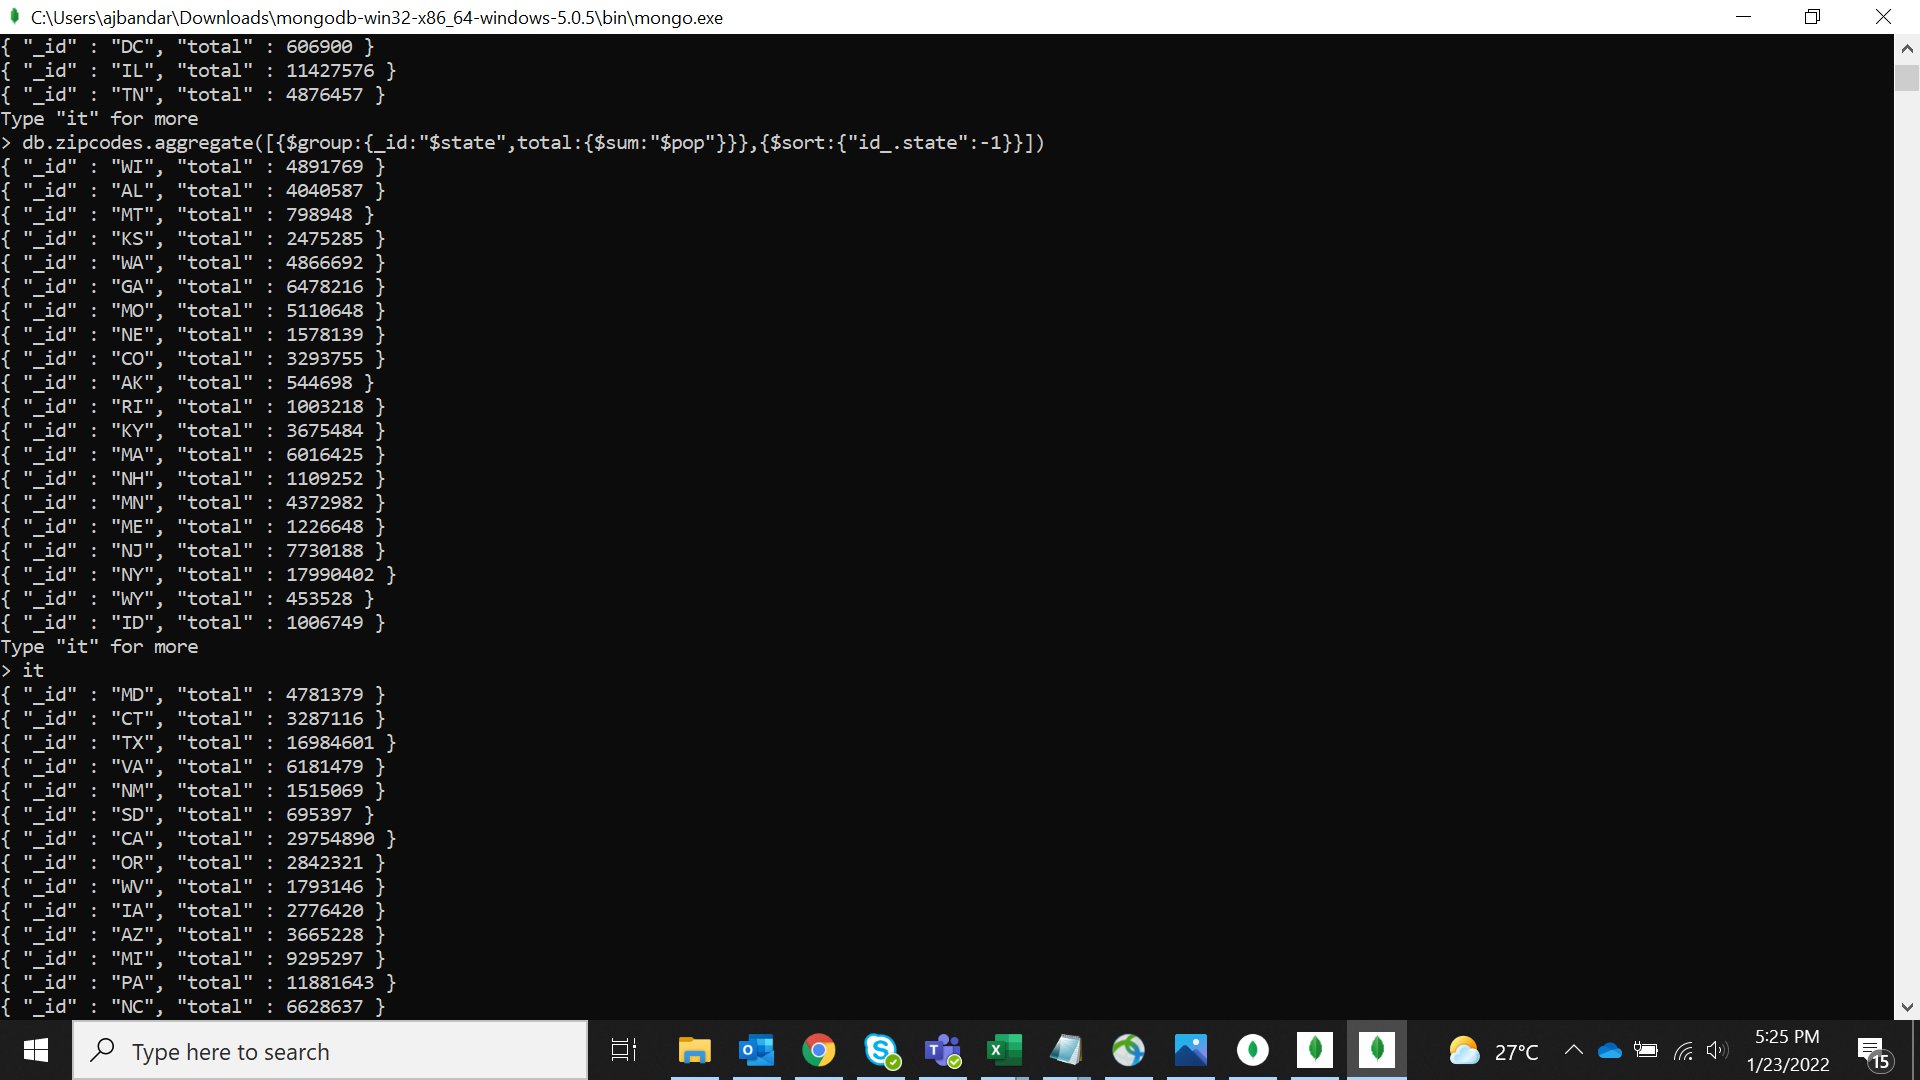 C:\Users\ajbandar\Downloads\mongodb-win32-x86_64-windows-5.0.5\bin\mongo.exe
{ "_id" : "DC", "total" : 606900 }
{ "_id" : "IL", "total" : 11427576 }
{ "_id" : "TN", "total" : 4876457 }
Type "it" for more
> db.zipcodes.aggregate([{$group:{_id:"$state",total:{$sum:"$pop"}}},{$sort:{"id_.state":-1}}])
{ "_id" : "WI", "total" : 4891769 }
{ "_id" : "AL", "total" : 4040587 }
{ "_id" : "MT", "total" : 798948 }
{ "_id" : "KS", "total" : 2475285 }
{ "_id" : "WA", "total" : 4866692 }
{ "_id" : "GA", "total" : 6478216 }
{ "_id" : "MO", "total" : 5110648 }
{ "_id" : "NE", "total" : 1578139 }
{ "_id" : "CO", "total" : 3293755 }
{ "_id" : "AK", "total" : 544698 }
{ "_id" : "RI", "total" : 1003218 }
{ "_id" : "KY", "total" : 3675484 }
{ "_id" : "MA", "total" : 6016425 }
{ "_id" : "NH", "total" : 1109252 }
{ "_id" : "MN", "total" : 4372982 }
{ "_id" : "ME", "total" : 1226648 }
{ "_id" : "NJ", "total" : 7730188 }
{ "_id" : "NY", "total" : 17990402 }
{ "_id" : "WY", "total" : 453528 }
{ "_id" : "ID", "total" : 1006749 }
Type "it" for more
> it
{ "_id" : "MD", "total" : 4781379 }
{ "_id" : "CT", "total" : 3287116 }
{ "_id" : "TX", "total" : 16984601 }
{ "_id" : "VA", "total" : 6181479 }
{ "_id" : "NM", "total" : 1515069 }
{ "_id" : "SD", "total" : 695397 }
{ "_id" : "CA", "total" : 29754890 }
{ "_id" : "OR", "total" : 2842321 }
{ "_id" : "WV", "total" : 1793146 }
{ "_id" : "IA", "total" : 2776420 }
{ "_id" : "AZ", "total" : 3665228 }
{ "_id" : "MI", "total" : 9295297 }
{ "_id" : "PA", "total" : 11881643 }
{ "_id" : "NC", "total" : 6628637 }
Type here to search
27°C
5:25 PM
1/23/2022
15